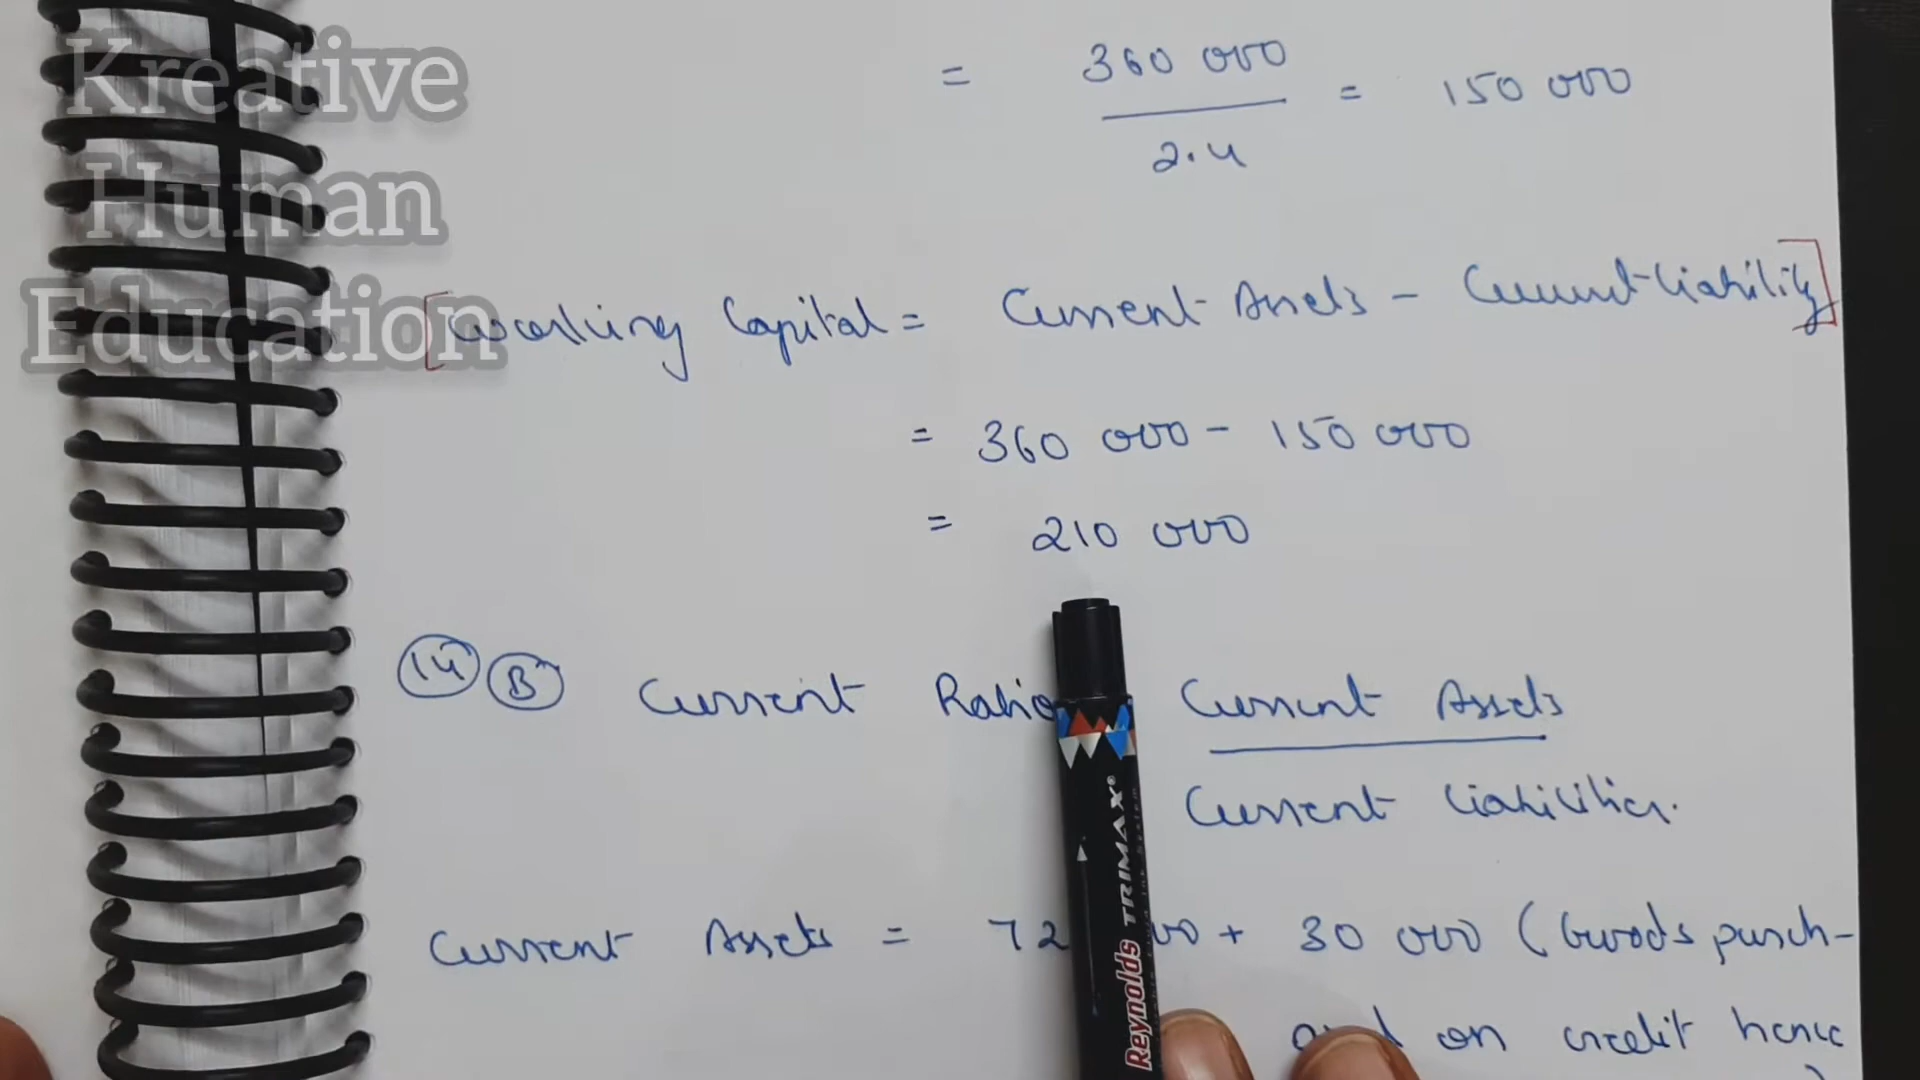 Kreative
Human
Education
= 360 000 / 2.4 = 150 000
[Working Capital = Current Assets - Current liability]
= 360 000 - 150 000
= 210 000
14 B Current Ratio Current Assets
Current liabilities.
Current Assets = 72 00 + 30 000 (Goods purch-
on credit hence
Reynolds TRIMAX